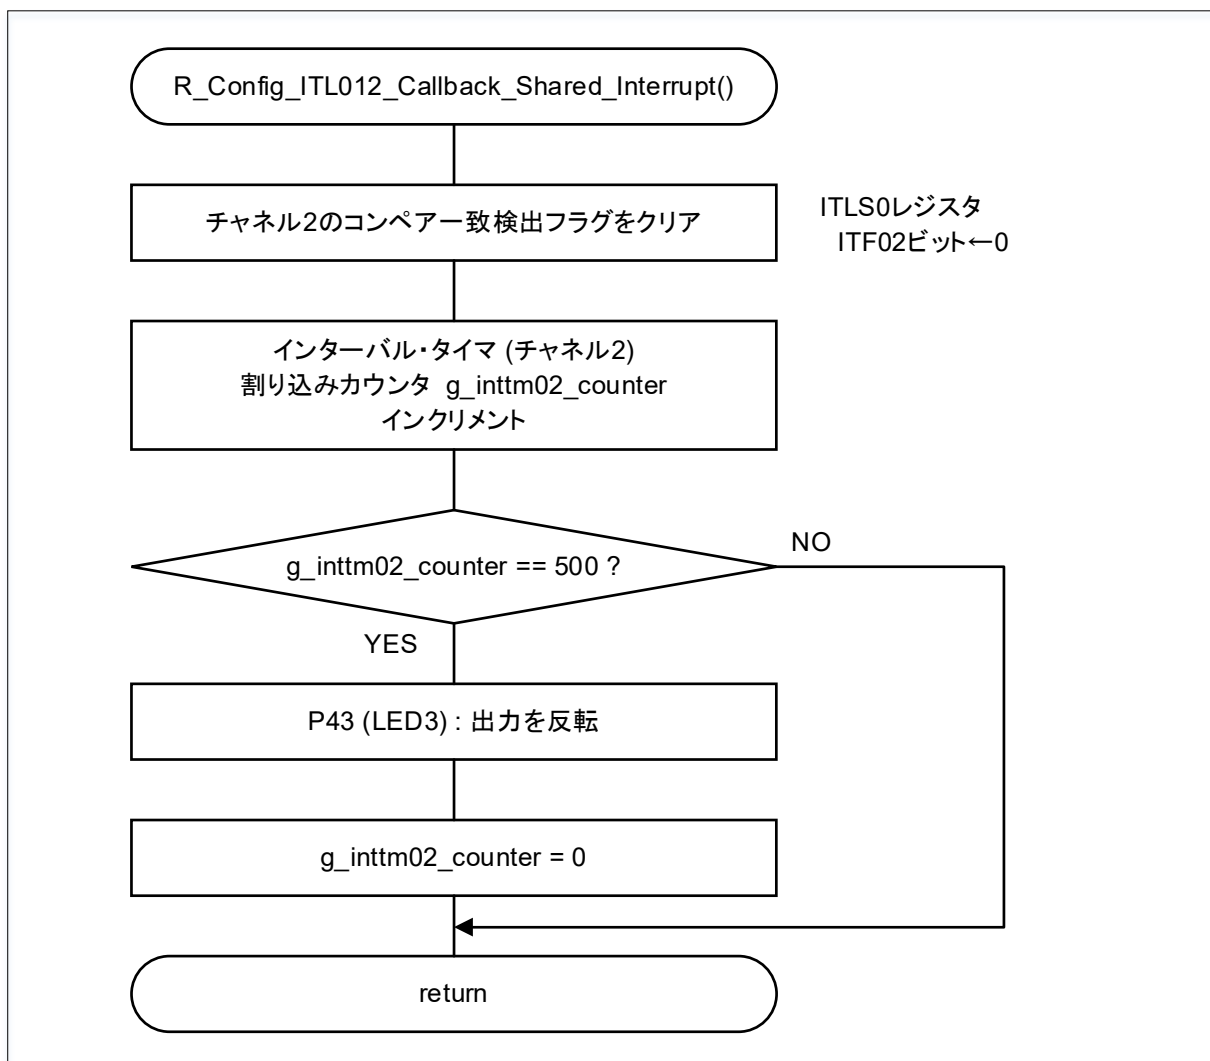 R_Config_ITL012_Callback_Shared_Interrupt()
チャネル2のコンペアー致検出フラグをクリア
ITLS0レジスタ
ITF02ビット←0
インターバル・タイマ (チャネル2)
割り込みカウンタ g_inttm02_counter
インクリメント
g_inttm02_counter == 500 ?
NO
YES
P43 (LED3) : 出力を反転
g_inttm02_counter = 0
return